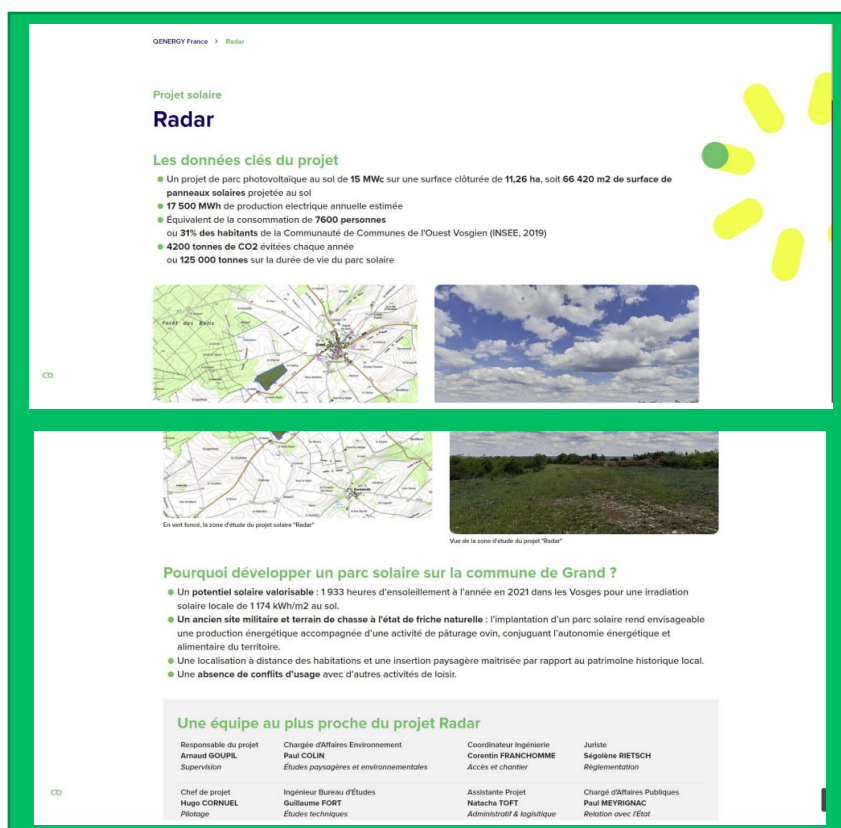 QENERGY France > Radar
Projet solaire
Radar
Les données clés du projet
Un projet de parc photovoltaïque au sol de 15 MWc sur une surface clôturée de 11,26 ha, soit 66 420 m2 de surface de
panneaux solaires projetée au sol
17 500 MWh de production electrique annuelle estimée
Équivalent de la consommation de 7600 personnes
ou 31% des habitants de la Communauté de Communes de l'Ouest Vosgien (INSEE, 2019)
4200 tonnes de CO2 évitées chaque année
ou 125 000 tonnes sur la durée de vie du parc solaire
Forêt des Batis
Grand
En vert foncé, la zone d'étude du projet solaire "Radar"
Vue de la zone d'étude du projet "Radar"
Pourquoi développer un parc solaire sur la commune de Grand ?
Un potentiel solaire valorisable : 1 933 heures d'ensoleillement à l'année en 2021 dans les Vosges pour une irradiation
solaire locale de 1 174 kWh/m2 au sol.
Un ancien site militaire et terrain de chasse à l'état de friche naturelle : l'implantation d'un parc solaire rend envisageable
une production énergétique accompagnée d'une activité de pâturage ovin, conjuguant l'autonomie énergétique et
alimentaire du territoire.
Une localisation à distance des habitations et une insertion paysagère maitrisée par rapport au patrimoine historique local.
Une absence de conflits d'usage avec d'autres activités de loisir.
Une équipe au plus proche du projet Radar
Responsable du projet Chargée d'Affaires Environnement Coordinateur Ingénierie Juriste
Arnaud GOUPIL Paul COLIN Corentin FRANCHOMME Ségolène RIETSCH
Supervision Études paysagères et environnementales Accès et chantier Règlementation
Chef de projet Ingénieur Bureau d'Études Assistante Projet Chargé d'Affaires Publiques
Hugo CORNUEL Guillaume FORT Natacha TOFT Paul MEYRIGNAC
Pilotage Études techniques Administratif & logisitique Relation avec l'État